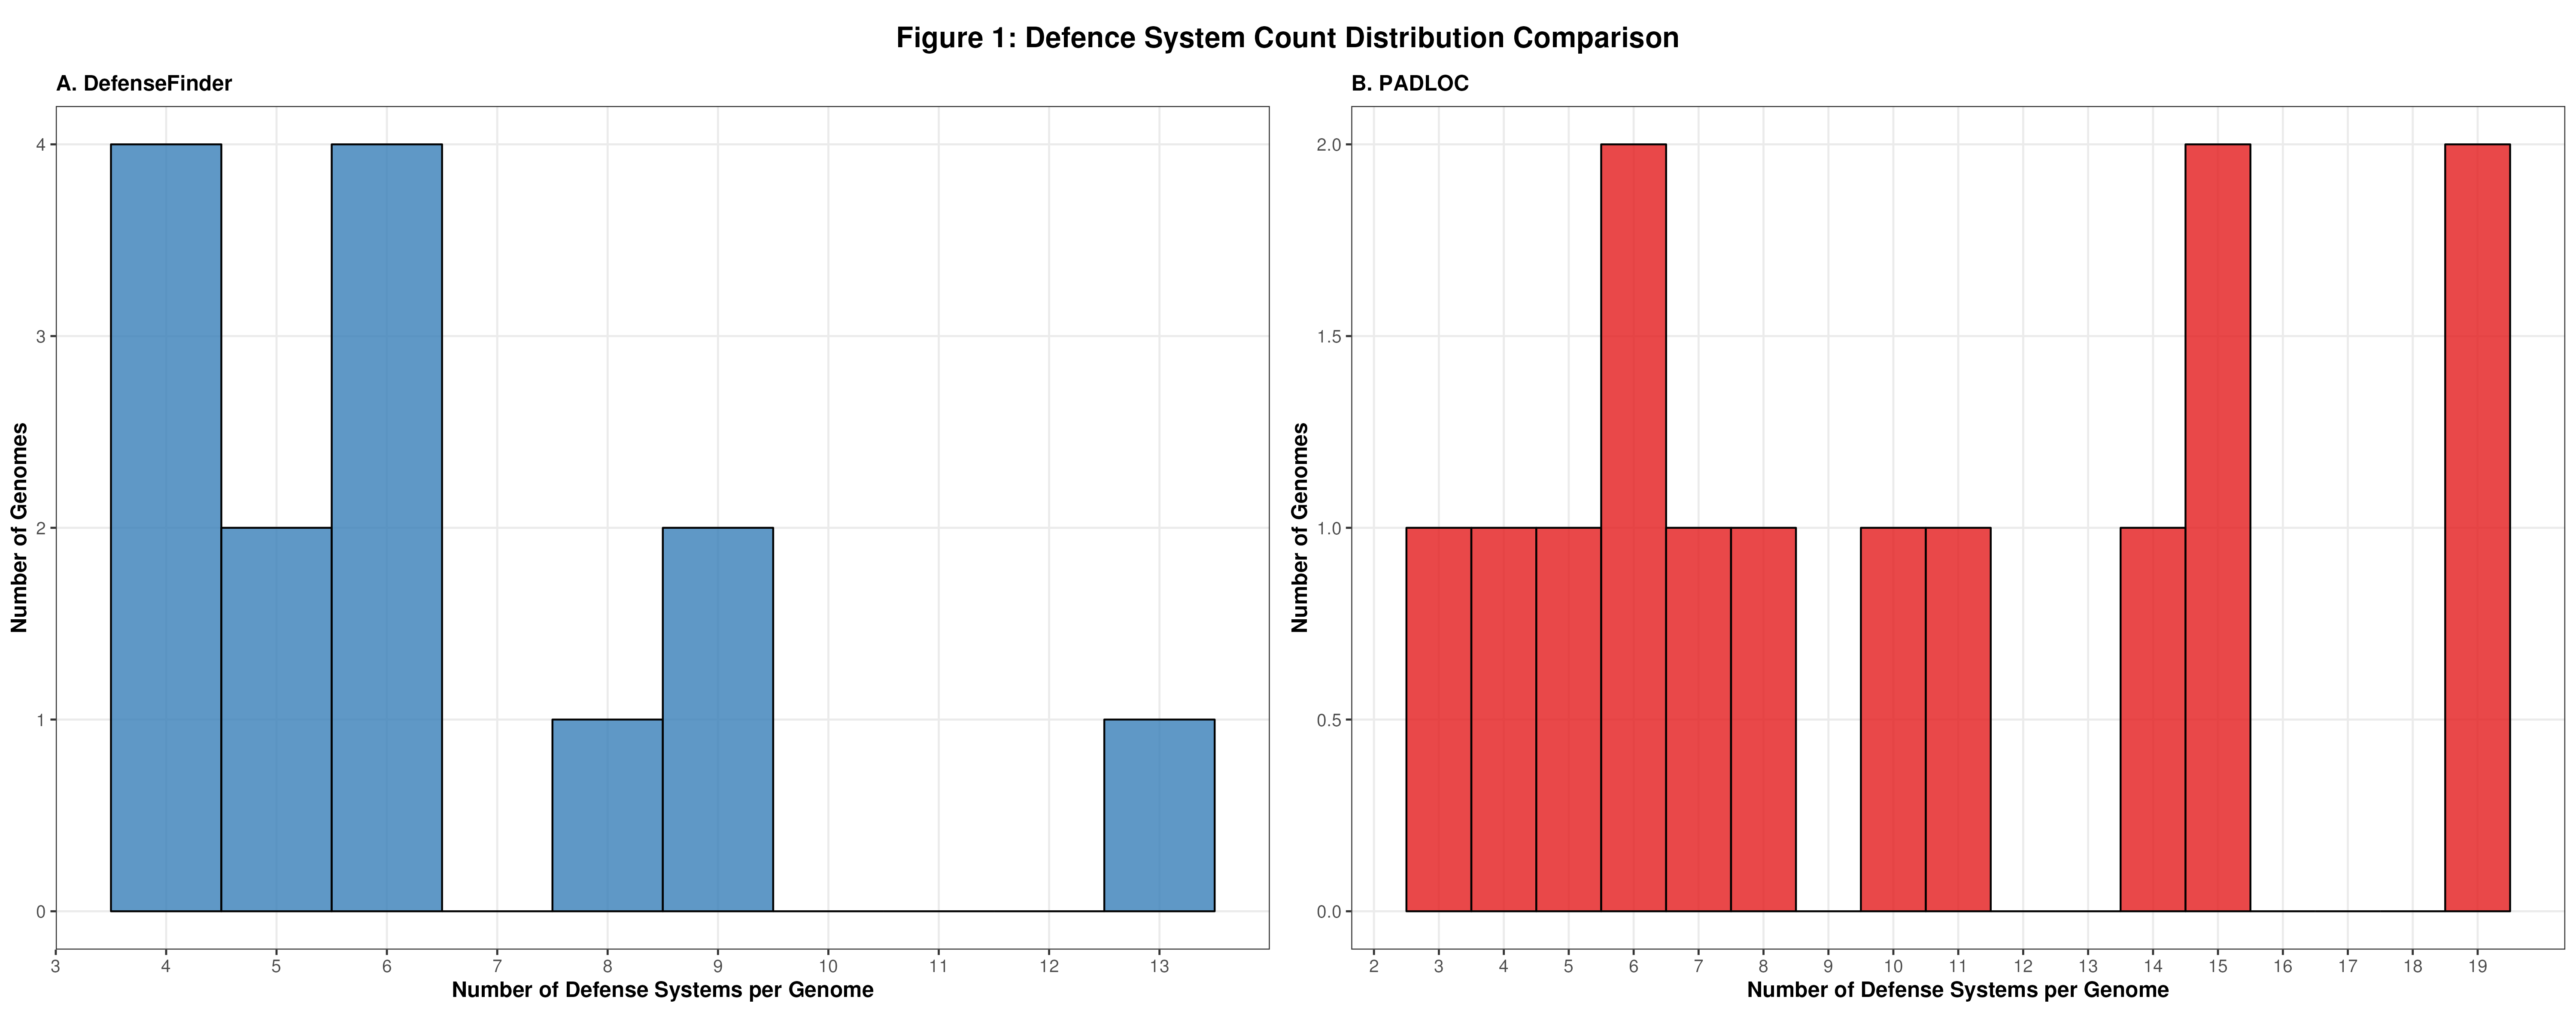 Figure 1: Defence System Count Distribution Comparison
A. DefenseFinder
4
3
2
1
0
Number of Genomes
3 4 5 6 7 8 9 10 11 12 13
Number of Defense Systems per Genome
B. PADLOC
2.0
1.5
1.0
0.5
0.0
Number of Genomes
2 3 4 5 6 7 8 9 10 11 12 13 14 15 16 17 18 19
Number of Defense Systems per Genome